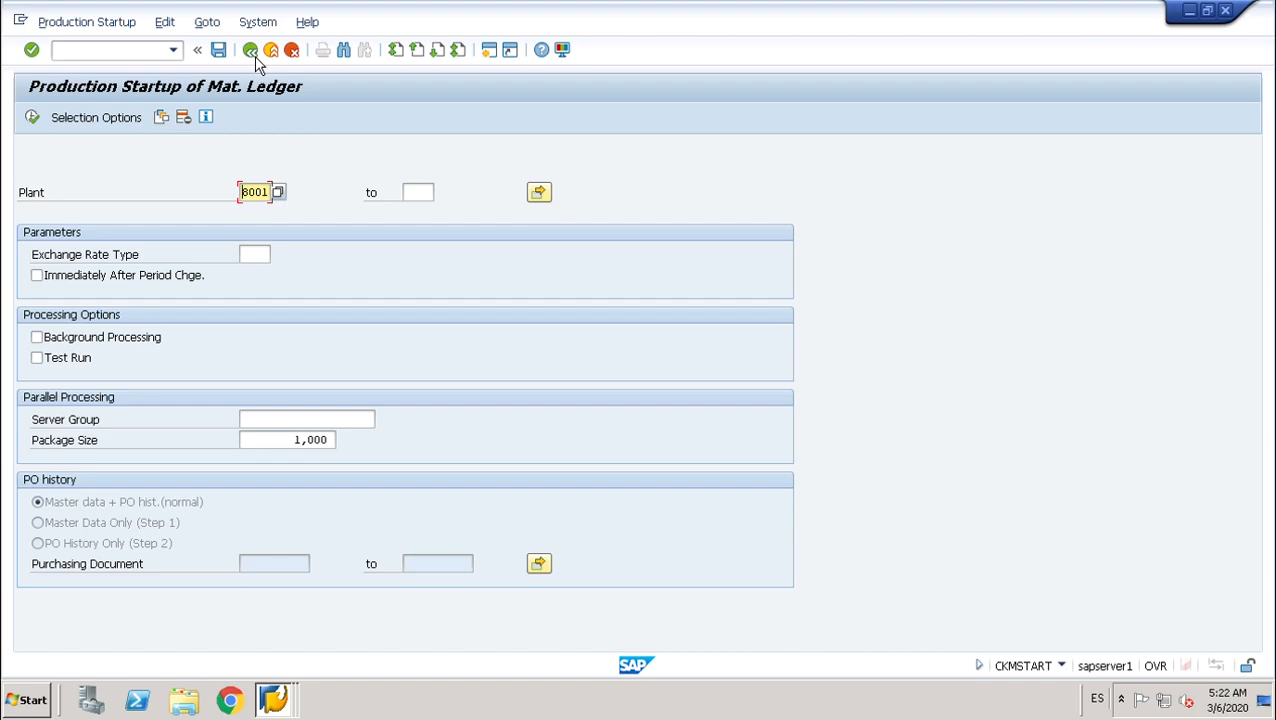 Production Startup Edit Goto System Help
Production Startup of Mat. Ledger
Selection Options
Plant 8001 to
Parameters
Exchange Rate Type
Immediately After Period Chge.
Processing Options
Background Processing
Test Run
Parallel Processing
Server Group
Package Size 1,000
PO history
Master data + PO hist.(normal)
Master Data Only (Step 1)
PO History Only (Step 2)
Purchasing Document to
SAP CKMSTART sapserver1 OVR
Start ES 5:22 AM
3/6/2020